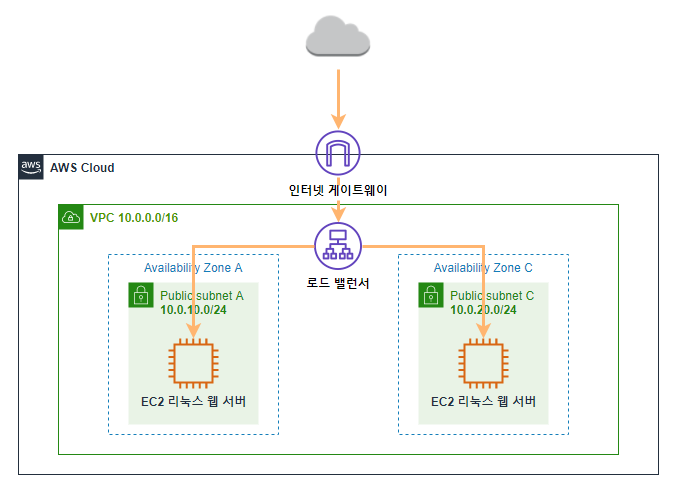 aws
AWS Cloud
인터넷 게이트웨이
VPC 10.0.0.0/16
로드 밸런서
Availability Zone A
Public subnet A
10.0.10.0/24
EC2 리눅스 웹 서버
Availability Zone C
Public subnet C
10.0.20.0/24
EC2 리눅스 웹 서버